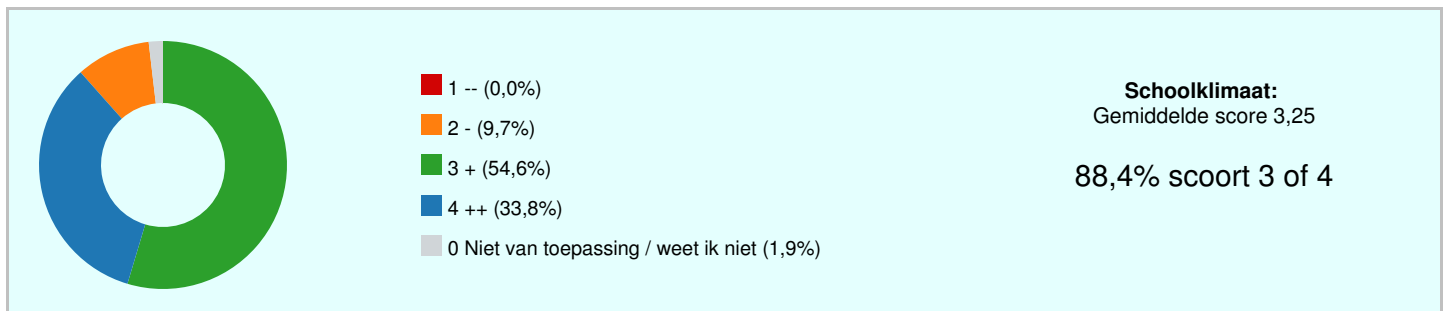 1 -- (0,0%)
2 - (9,7%)
3 + (54,6%)
4 ++ (33,8%)
0 Niet van toepassing / weet ik niet (1,9%)
Schoolklimaat:
Gemiddelde score 3,25
88,4% scoort 3 of 4